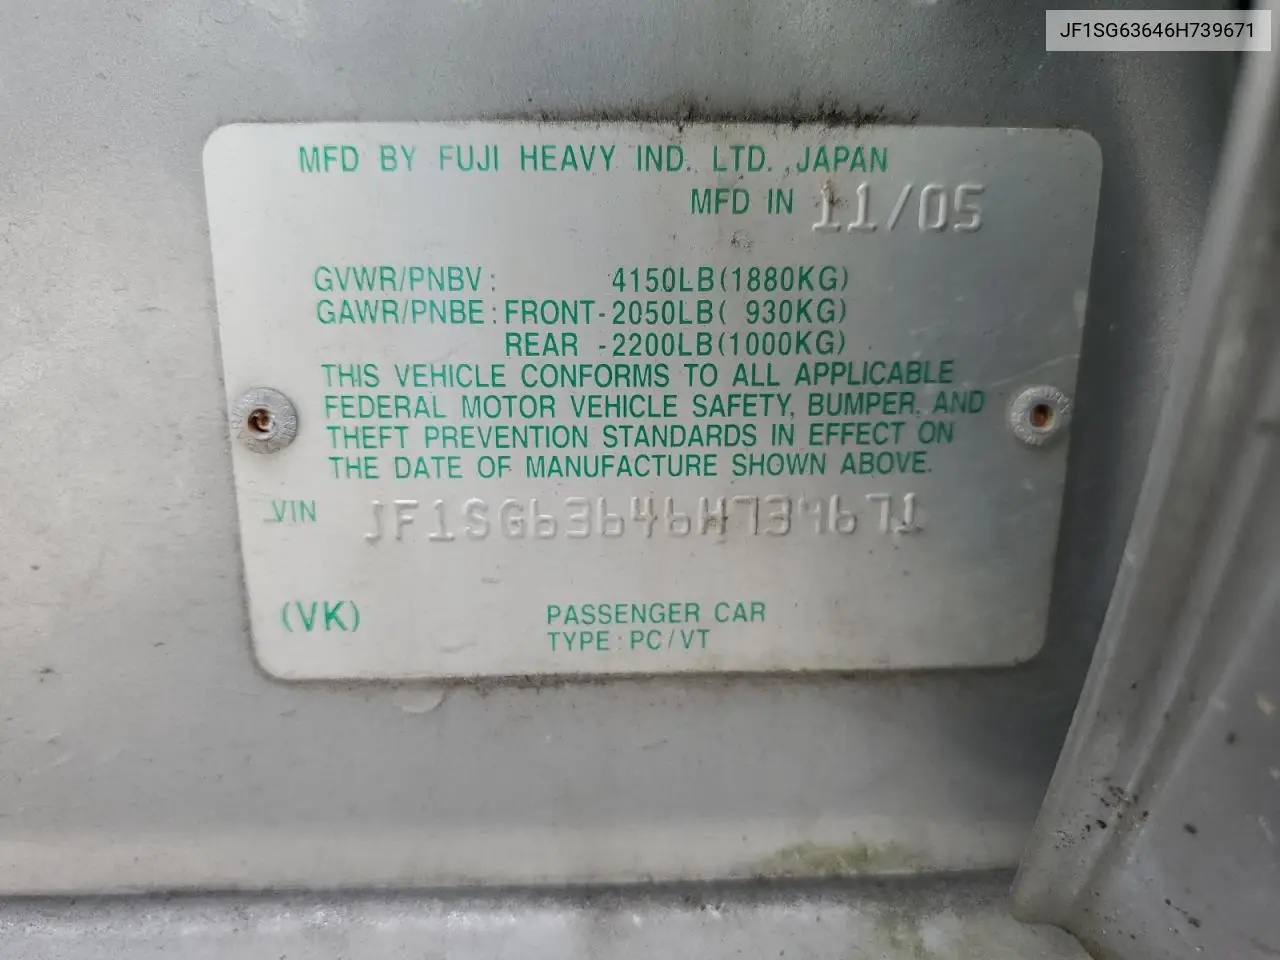 JF1SG63646H739671
MFD BY FUJI HEAVY IND. LTD. JAPAN
MFD IN 11/05
GVWR/PNBV: 4150LB(1880KG)
GAWR/PNBE: FRONT-2050LB( 930KG)
REAR -2200LB(1000KG)
THIS VEHICLE CONFORMS TO ALL APPLICABLE
FEDERAL MOTOR VEHICLE SAFETY, BUMPER, AND
THEFT PREVENTION STANDARDS IN EFFECT ON
THE DATE OF MANUFACTURE SHOWN ABOVE.
VIN JF1SG63646H739671
(VK) PASSENGER CAR
TYPE: PC/VT